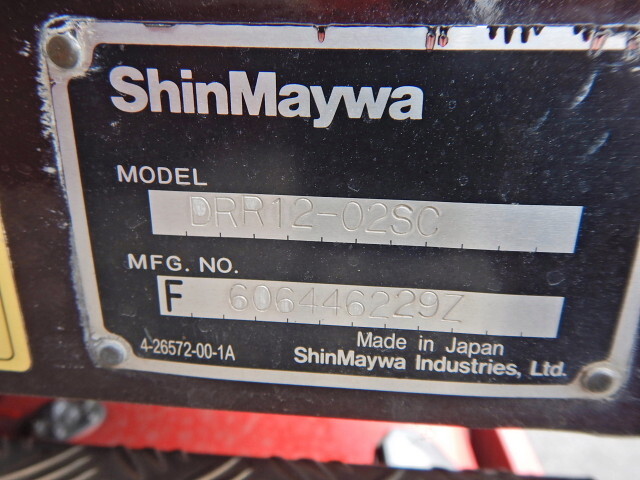 ShinMaywa
MODEL
DRR12-02SC
MFG. NO.
F 606446229Z
4-26572-00-1A
Made in Japan
ShinMaywa Industries, Ltd.